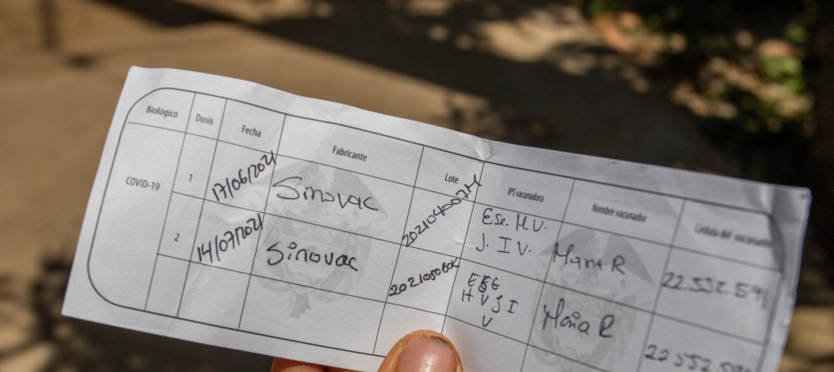 Biológico Dosis Fecha Fabricante Lote IPS vacunadora Nombre vacunador Cédula del vacunador
COVID-19
1 17/06/2021 Sinovac Ese. H.V. J. I V. Maria R 22 552 591
2 14/07/2021 Sinovac ESE H V J I V Maria R